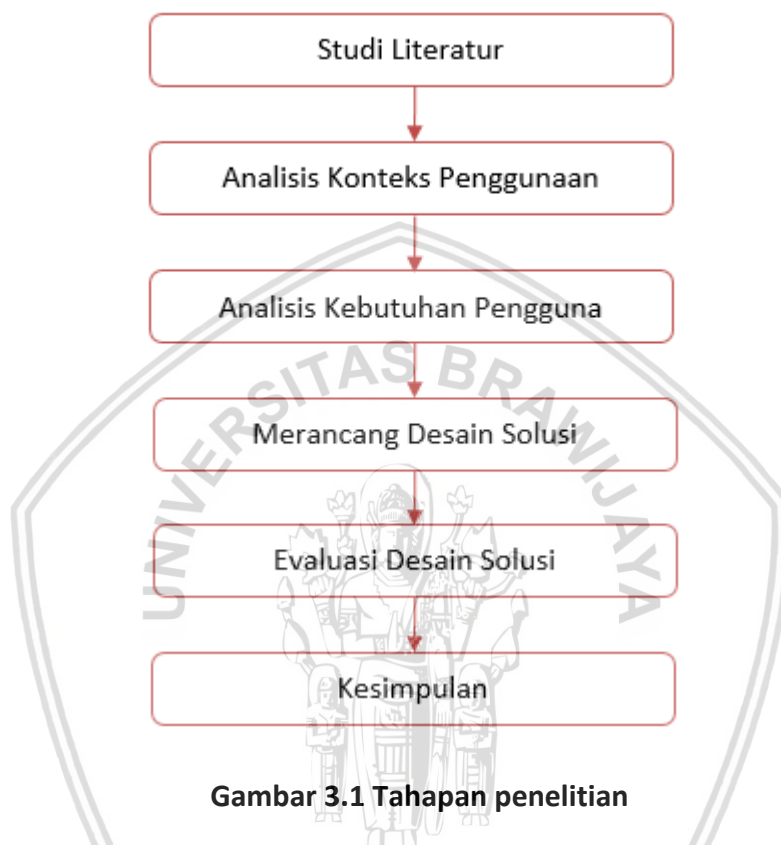 Studi Literatur
Analisis Konteks Penggunaan
Analisis Kebutuhan Pengguna
UNIVERSITAS BRAWIJAYA
Merancang Desain Solusi
Evaluasi Desain Solusi
Kesimpulan
Gambar 3.1 Tahapan penelitian